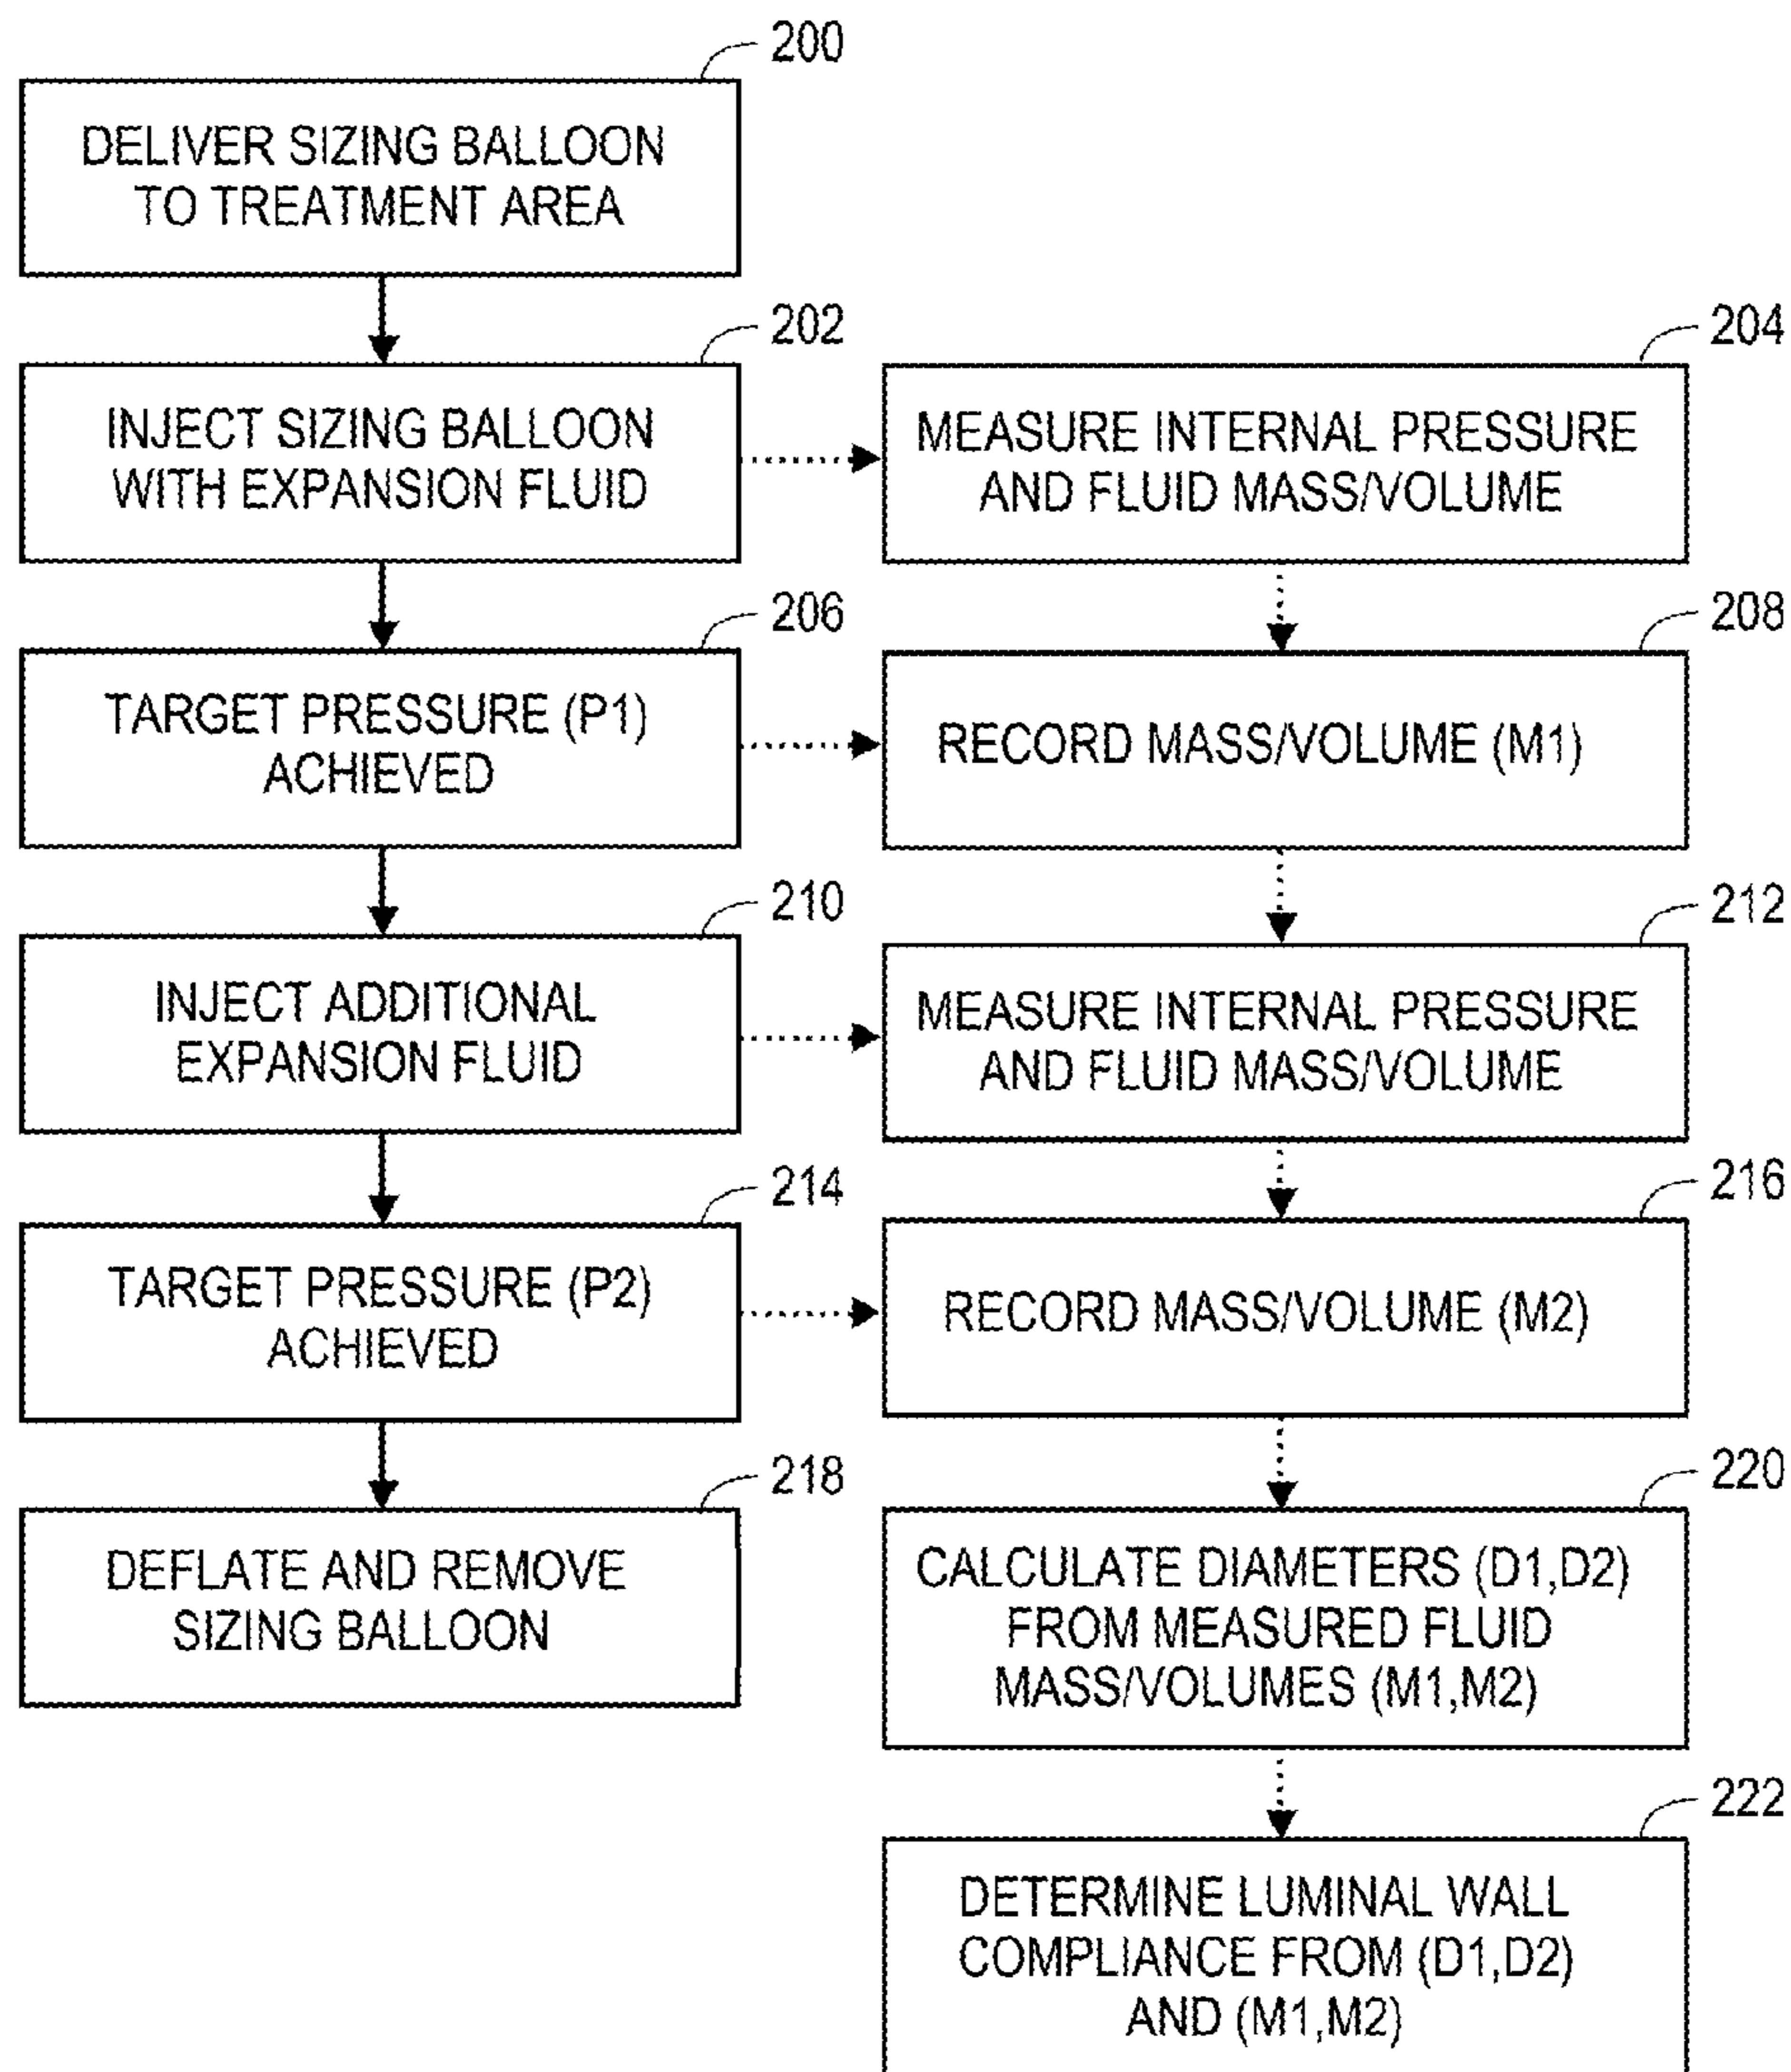 200
DELIVER SIZING BALLOON
TO TREATMENT AREA
202
INJECT SIZING BALLOON
WITH EXPANSION FLUID
204
MEASURE INTERNAL PRESSURE
AND FLUID MASS/VOLUME
206
TARGET PRESSURE (P1)
ACHIEVED
208
RECORD MASS/VOLUME (M1)
210
INJECT ADDITIONAL
EXPANSION FLUID
212
MEASURE INTERNAL PRESSURE
AND FLUID MASS/VOLUME
214
TARGET PRESSURE (P2)
ACHIEVED
216
RECORD MASS/VOLUME (M2)
218
DEFLATE AND REMOVE
SIZING BALLOON
220
CALCULATE DIAMETERS (D1,D2)
FROM MEASURED FLUID
MASS/VOLUMES (M1,M2)
222
DETERMINE LUMINAL WALL
COMPLIANCE FROM (D1,D2)
AND (M1,M2)